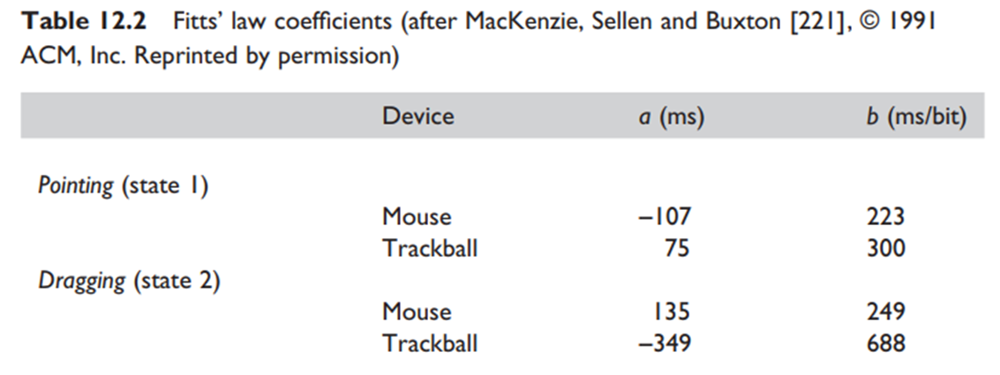 Table 12.2 Fitts’ law coefficients (after MacKenzie, Sellen and Buxton [221], © 1991
ACM, Inc. Reprinted by permission)
Device a (ms) b (ms/bit)
Pointing (state 1)
Mouse –107 223
Trackball 75 300
Dragging (state 2)
Mouse 135 249
Trackball –349 688